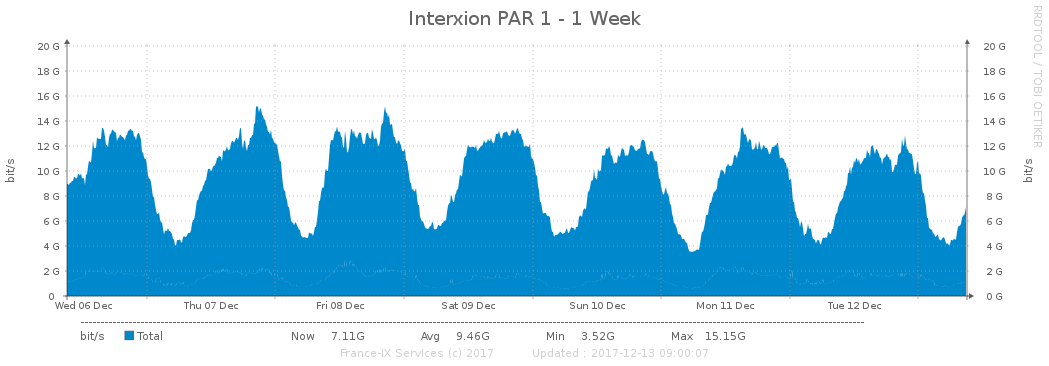 Interxion PAR 1 - 1 Week
RRDTOOL / TOBI OETIKER
bit/s
bit/s
20 G 20 G
18 G 18 G
16 G 16 G
14 G 14 G
12 G 12 G
10 G 10 G
8 G 8 G
6 G 6 G
4 G 4 G
2 G 2 G
0 0 G
Wed 06 Dec Thu 07 Dec Fri 08 Dec Sat 09 Dec Sun 10 Dec Mon 11 Dec Tue 12 Dec
bit/s Total Now 7.11G Avg 9.46G Min 3.52G Max 15.15G
France-IX Services (c) 2017 Updated : 2017-12-13 09:00:07